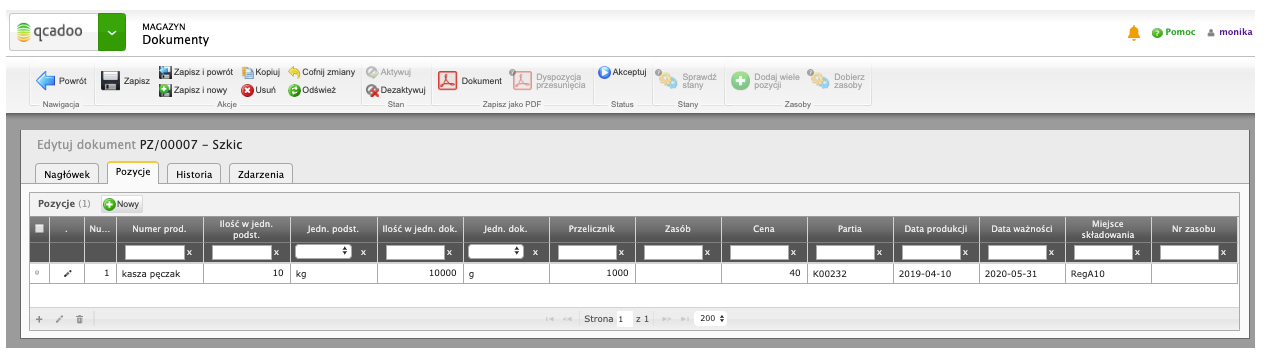 qcadoo
MAGAZYN
Dokumenty
Pomoc
monika
Powrót
Nawigacja
Zapisz
Zapisz i powrót
Kopiuj
Cofnij zmiany
Zapisz i nowy
Usuń
Odśwież
Akcje
Aktywuj
Dezaktywuj
Stan
Dokument
Dyspozycja
przesunięcia
Zapisz jako PDF
Akceptuj
Status
Sprawdź
stany
Stany
Dodaj wiele
pozycji
Dobierz
zasoby
Zasoby
Edytuj dokument PZ/00007 – Szkic
Nagłówek Pozycje Historia Zdarzenia
Pozycje (1) Nowy
. Nu... Numer prod. Ilość w jedn. podst. Jedn. podst. Ilość w jedn. dok. Jedn. dok. Przelicznik Zasób Cena Partia Data produkcji Data ważności Miejsce składowania Nr zasobu
x x x x x x x x x x x x x
1 kasza pęczak 10 kg 10000 g 1000 40 K00232 2019-04-10 2020-05-31 RegA10
Strona 1 z 1 200